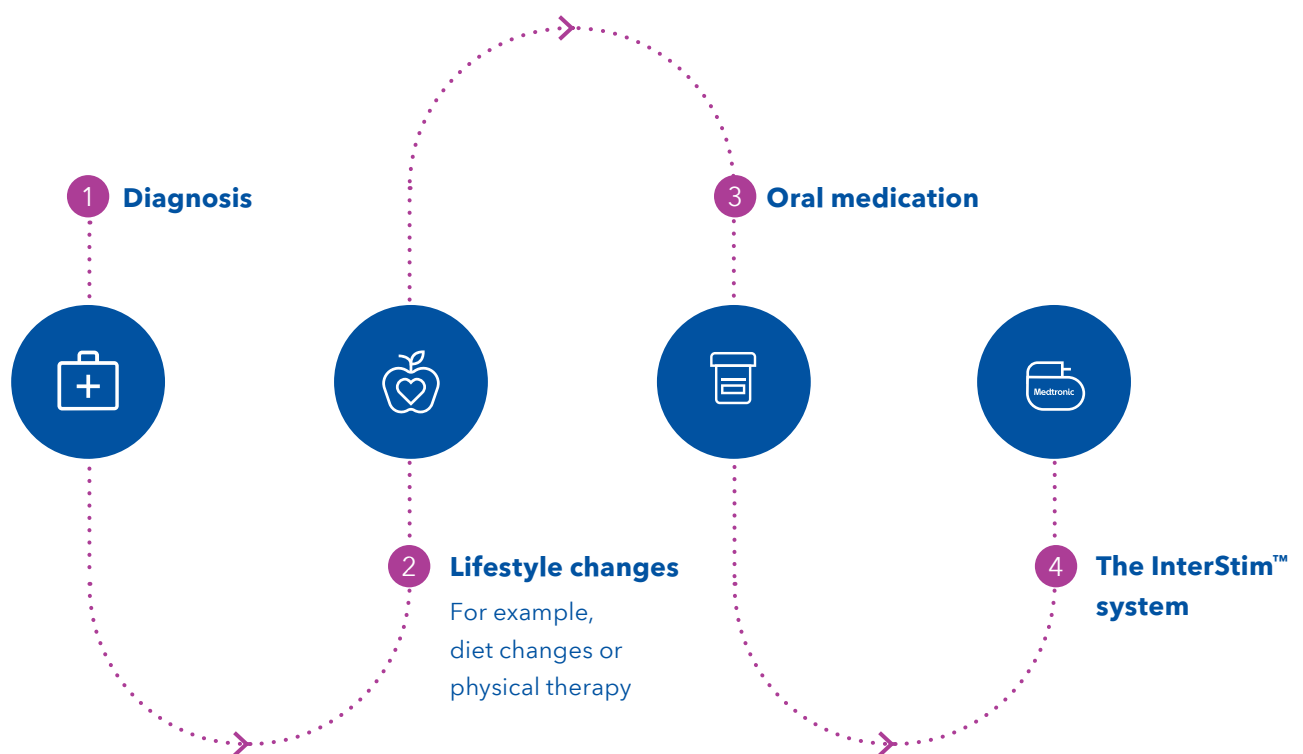 1 Diagnosis
2 Lifestyle changes
For example,
diet changes or
physical therapy
3 Oral medication
Medtronic
4 The InterStim™
system